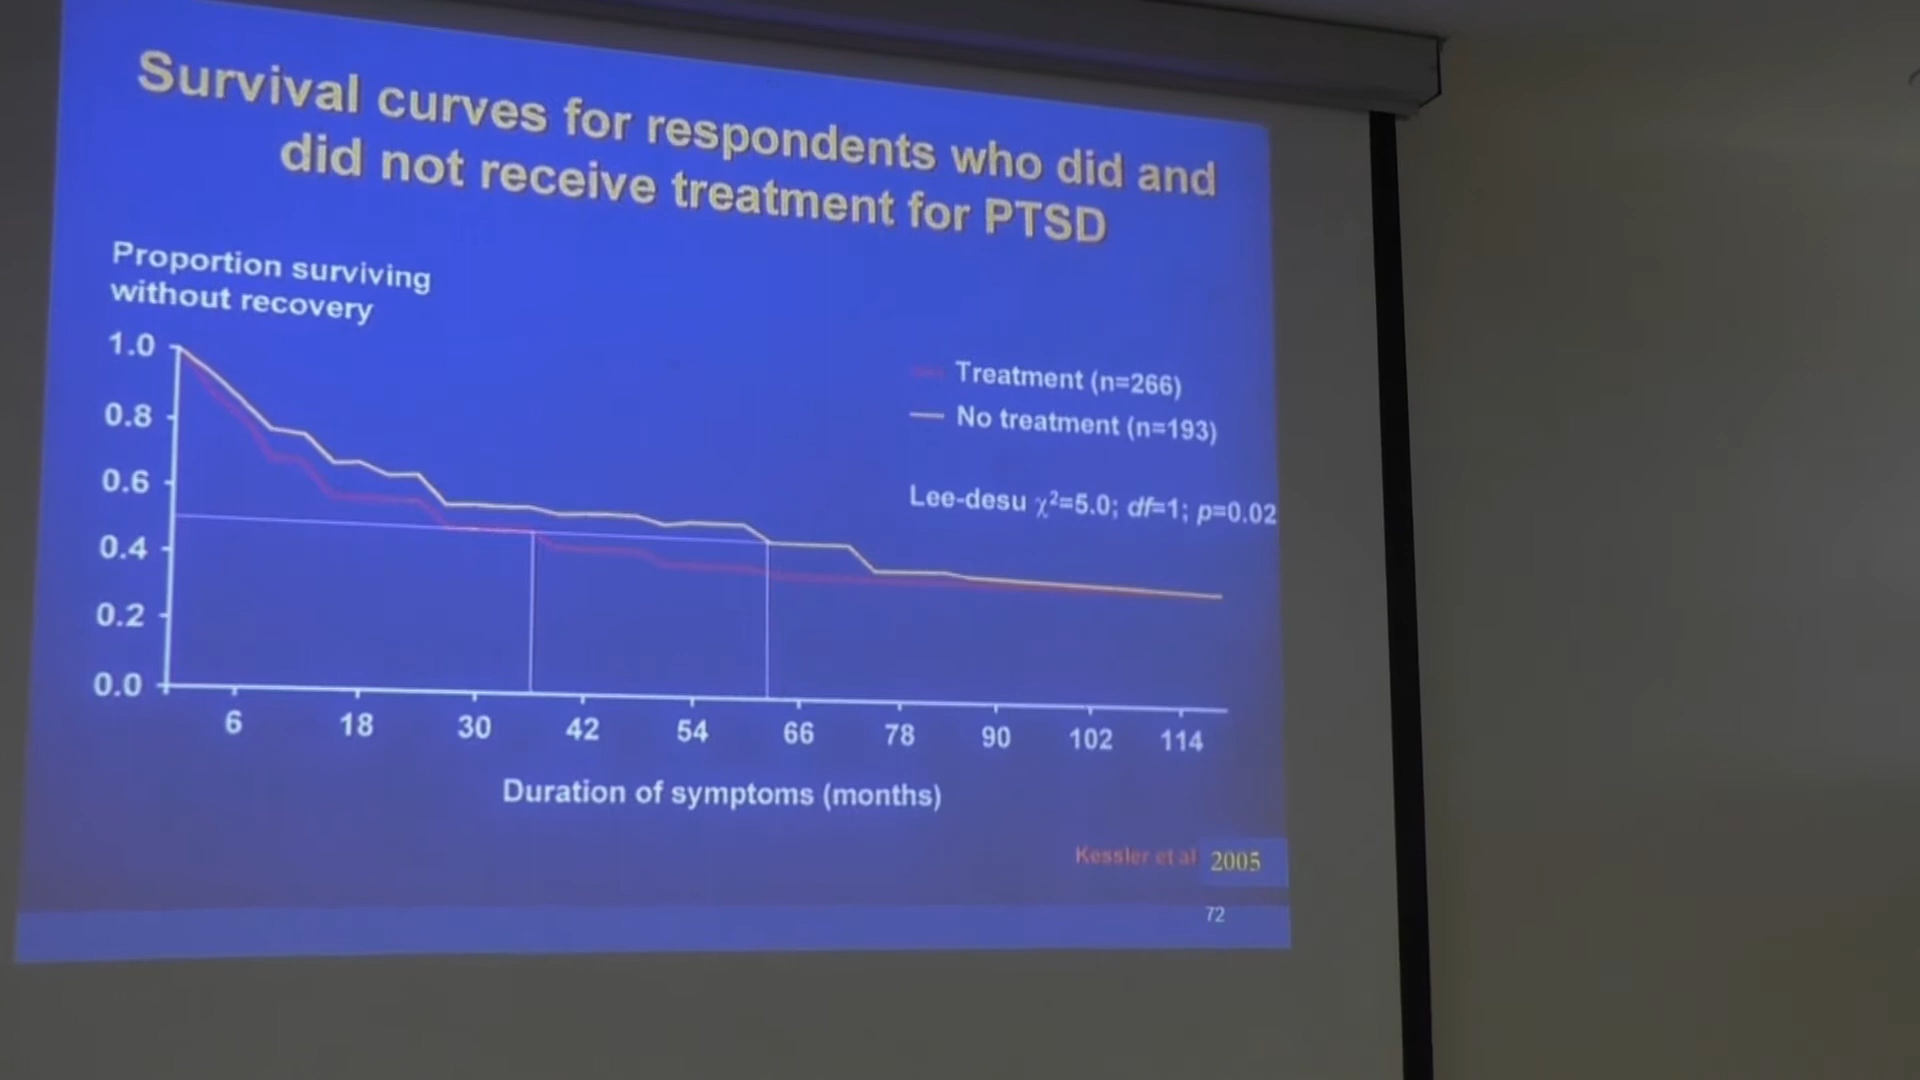 Survival curves for respondents who did and
did not receive treatment for PTSD
Proportion surviving
without recovery
1.0
0.8
0.6
0.4
0.2
0.0
Treatment (n=266)
No treatment (n=193)
Lee-desu χ²=5.0; df=1; p=0.02
6 18 30 42 54 66 78 90 102 114
Duration of symptoms (months)
Kessler et al 2005
72